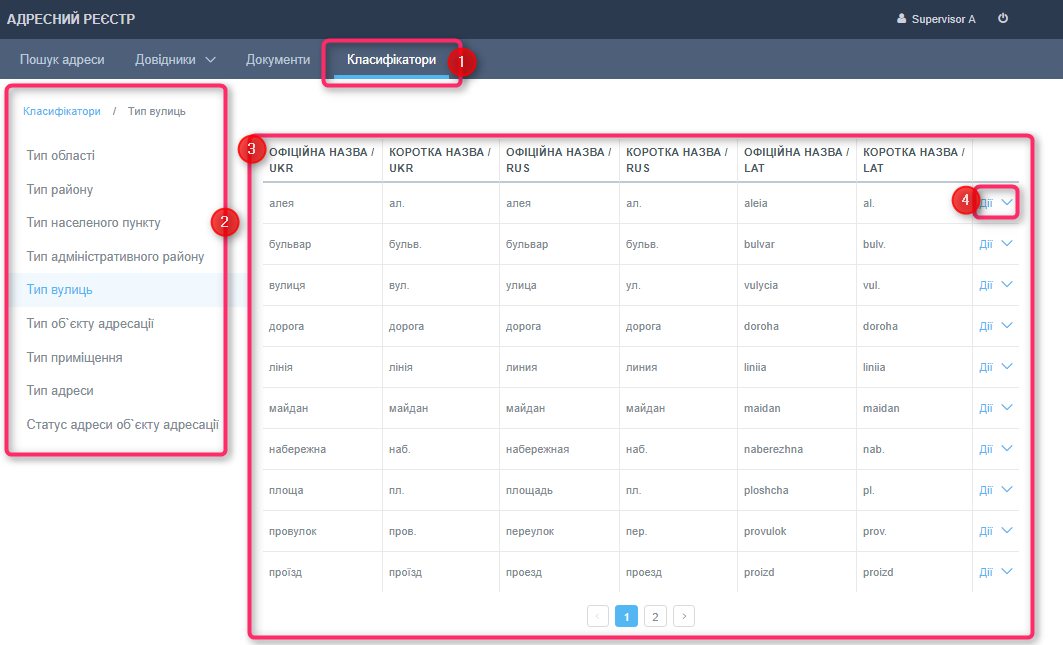 АДРЕСНИЙ РЕЄСТР
Supervisor A
Пошук адреси Довідники Документи Класифікатори 1
Класифікатори / Тип вулиць
Тип області
Тип району
Тип населеного пункту 2
Тип адміністративного району
Тип вулиць
Тип об`єкту адресації
Тип приміщення
Тип адреси
Статус адреси об`єкту адресації
3
ОФІЦІЙНА НАЗВА / UKR КОРОТКА НАЗВА / UKR ОФІЦІЙНА НАЗВА / RUS КОРОТКА НАЗВА / RUS ОФІЦІЙНА НАЗВА / LAT КОРОТКА НАЗВА / LAT
алея ал. алея ал. aleia al. 4 Дії
бульвар бульв. бульвар бульв. bulvar bulv. Дії
вулиця вул. улица ул. vulycia vul. Дії
дорога дорога дорога дорога doroha doroha Дії
лінія лінія линия линия liniia liniia Дії
майдан майдан майдан майдан maidan maidan Дії
набережна наб. набережная наб. naberezhna nab. Дії
площа пл. площадь пл. ploshcha pl. Дії
провулок пров. переулок пер. provulok prov. Дії
проїзд проїзд проезд проезд proizd proizd Дії
< 1 2 >